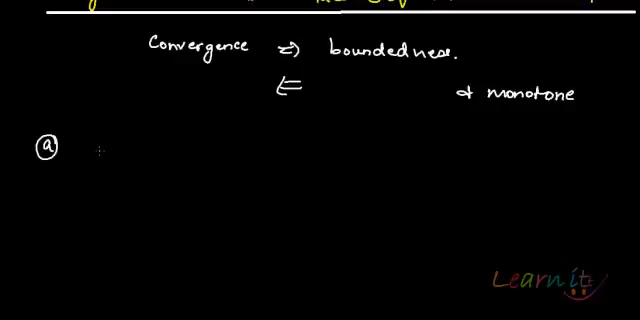 Convergence ⇒ boundedness.
⇐ & monotone
(a)
Learnit